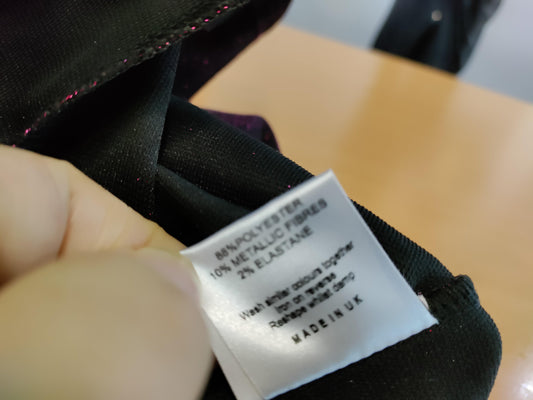 88%POLYESTER
10% METALLIC FIBRES
2% ELASTANE
Wash similar colours together
Iron on reverse
Reshape whilst damp
MADE IN UK